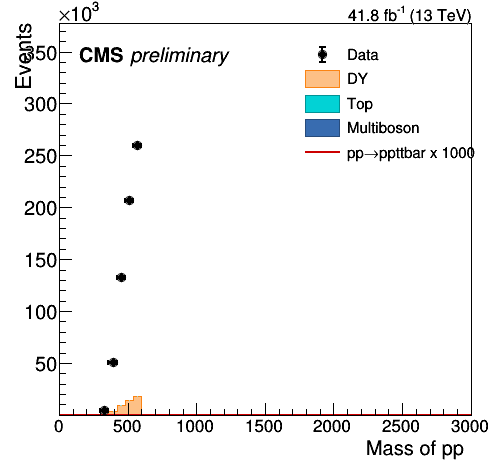 ×10³
41.8 fb⁻¹ (13 TeV)
Events
CMS preliminary
Data
DY
Top
Multiboson
pp→ppttbar x 1000
350
300
250
200
150
100
50
0 500 1000 1500 2000 2500 3000
Mass of pp